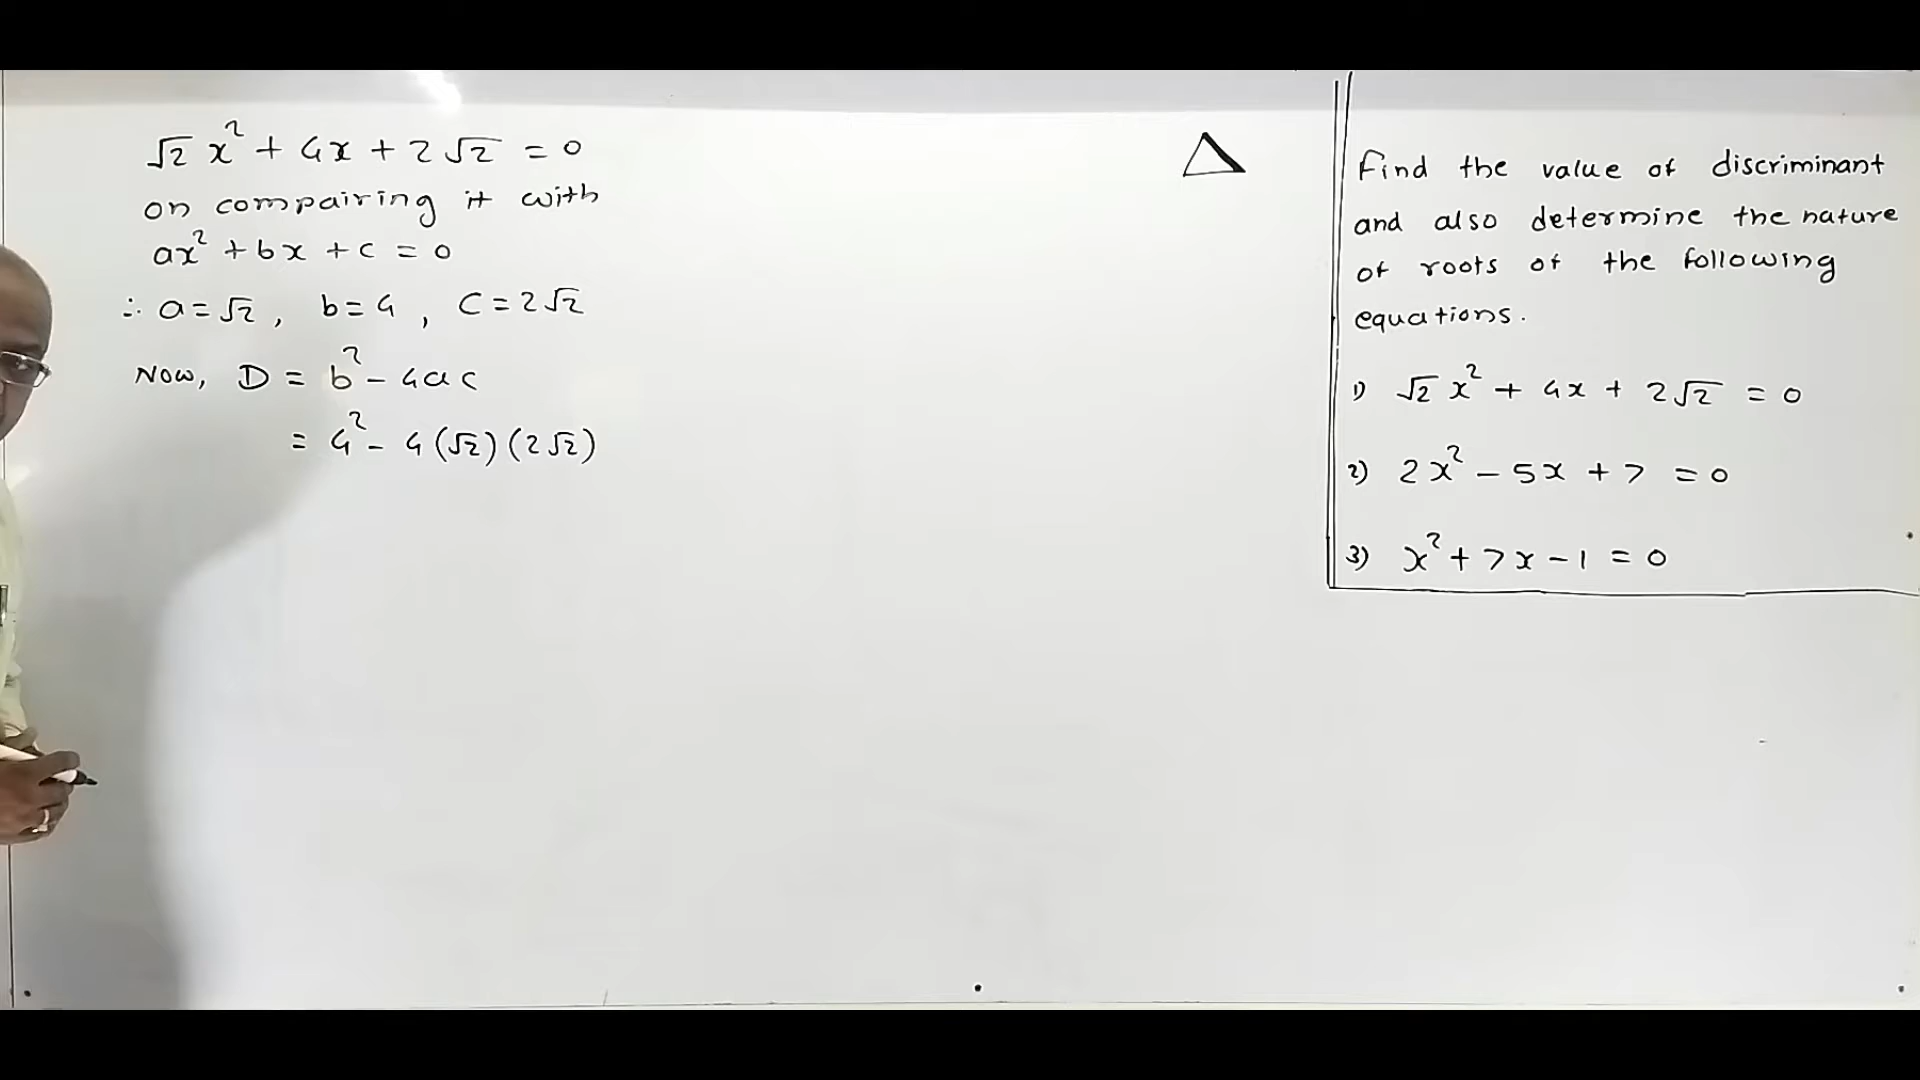 √2 x² + 4x + 2√2 = 0
on compairing it with
ax² + bx + c = 0
∴ a = √2 , b = 4 , C = 2√2
Now, D = b² - 4ac
= 4² - 4(√2)(2√2)
△
Find the value of discriminant
and also determine the nature
of roots of the following
equations.
1) √2 x² + 4x + 2√2 = 0
2) 2x² - 5x + 7 = 0
3) x² + 7x - 1 = 0